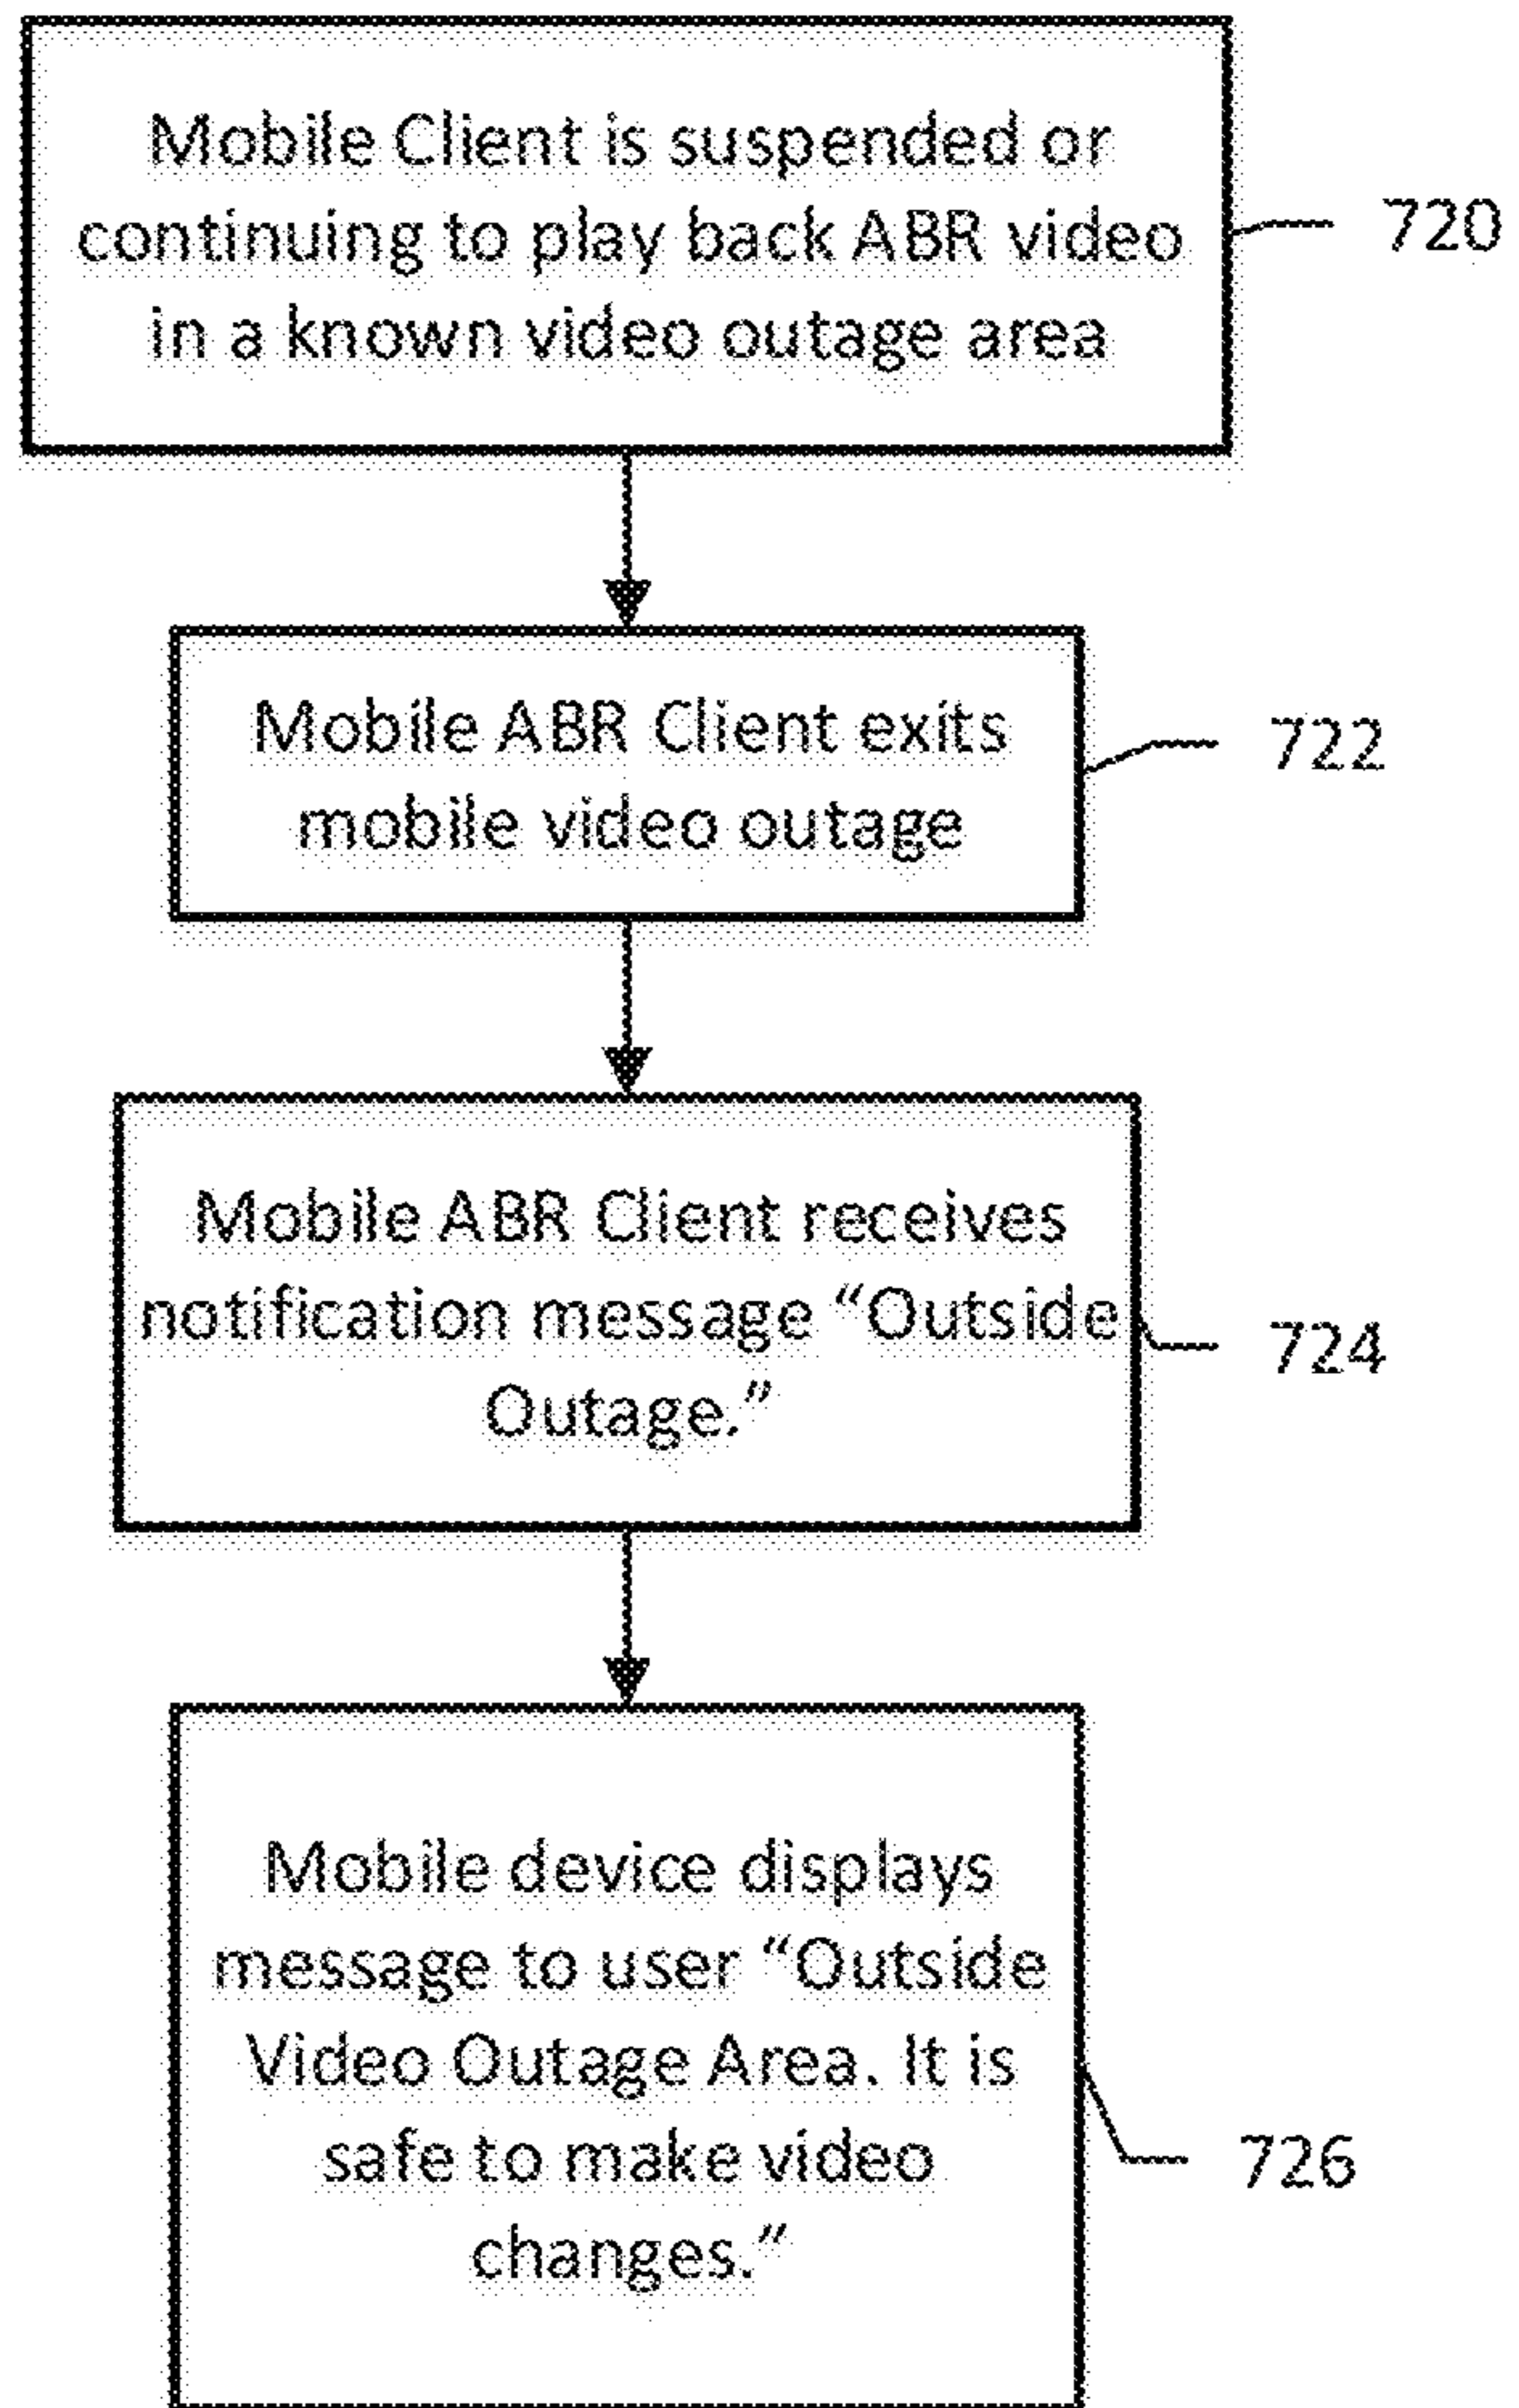 Mobile Client is suspended or
continuing to play back ABR video
in a known video outage area
720
Mobile ABR Client exits
mobile video outage
722
Mobile ABR Client receives
notification message “Outside
Outage.”
724
Mobile device displays
message to user “Outside
Video Outage Area. It is
safe to make video
changes.”
726